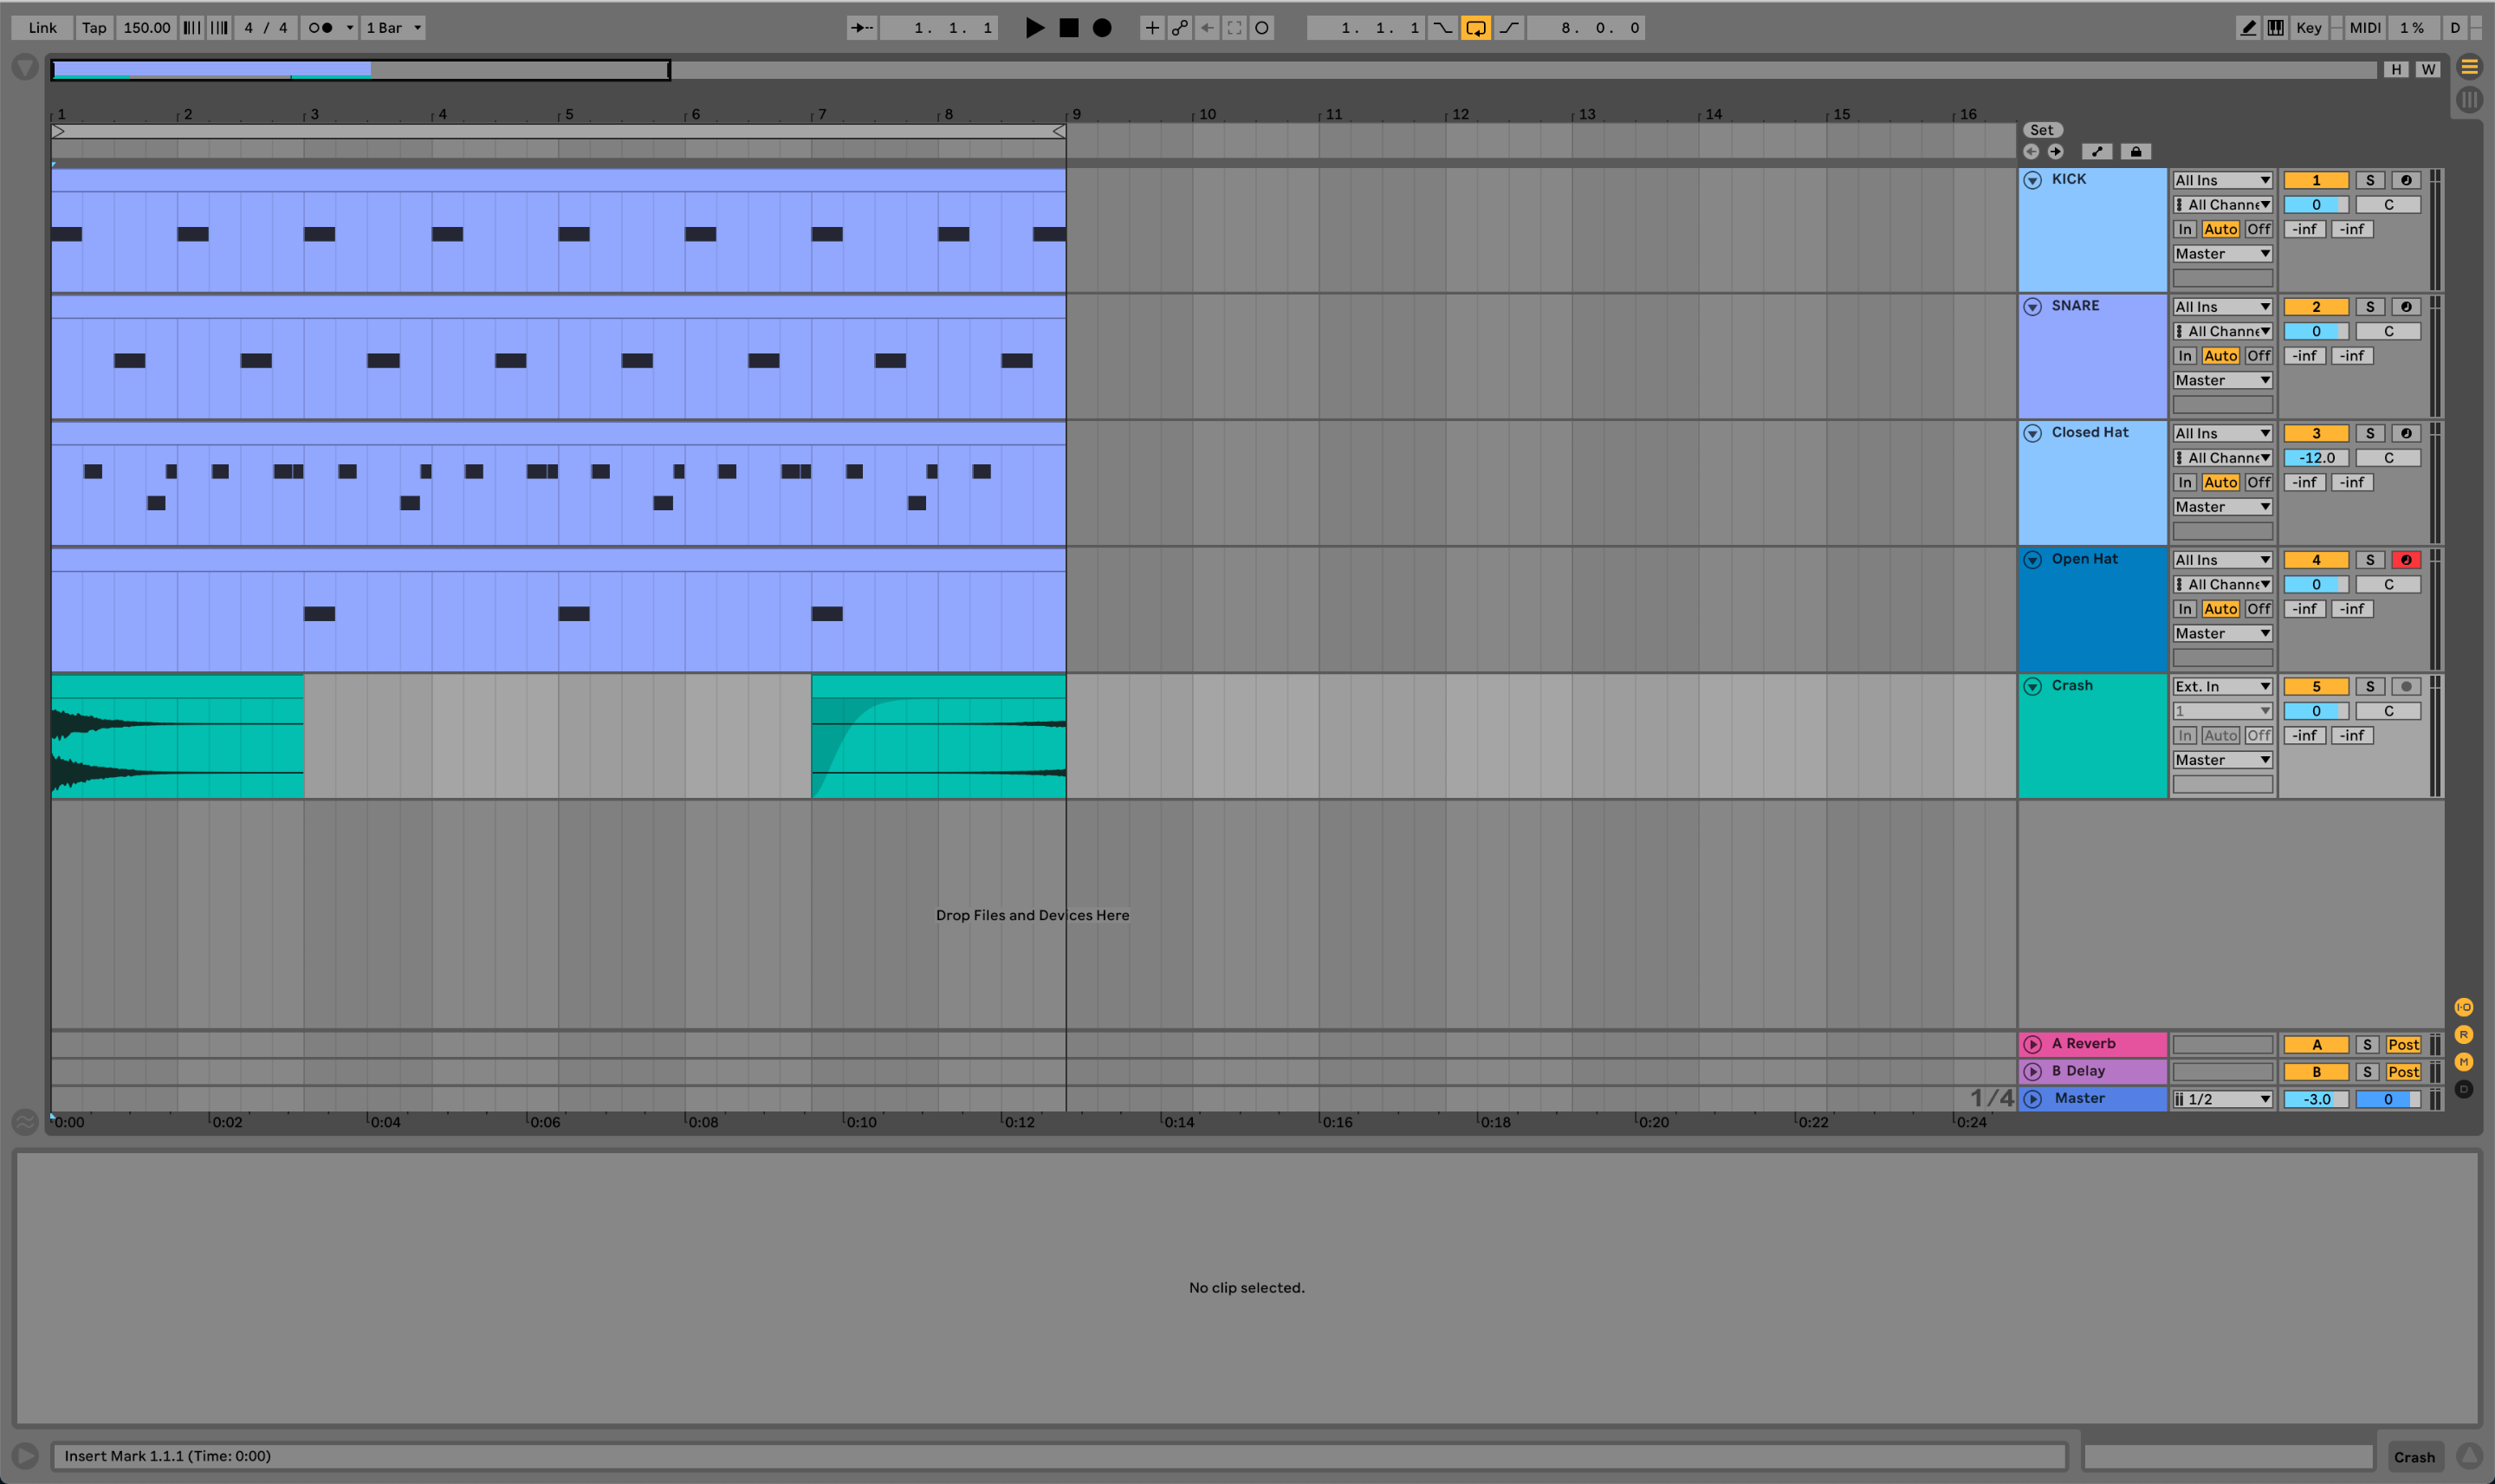 Link Tap 150.00 4 / 4 1 Bar 1. 1. 1 1. 1. 1 8. 0. 0 Key MIDI 1 % D
H W
1 2 3 4 5 6 7 8 9 10 11 12 13 14 15 16
Set
KICK All Ins 1 S
All Channe 0 C
In Auto Off -inf -inf
Master
SNARE All Ins 2 S
All Channe 0 C
In Auto Off -inf -inf
Master
Closed Hat All Ins 3 S
All Channe -12.0 C
In Auto Off -inf -inf
Master
Open Hat All Ins 4 S
All Channe 0 C
In Auto Off -inf -inf
Master
Crash Ext. In 5 S
1 0 C
In Auto Off -inf -inf
Master
Drop Files and Devices Here
I·O
A Reverb A S Post R
B Delay B S Post M
1/4 Master 1/2 -3.0 0 D
0:00 0:02 0:04 0:06 0:08 0:10 0:12 0:14 0:16 0:18 0:20 0:22 0:24
No clip selected.
Insert Mark 1.1.1 (Time: 0:00) Crash